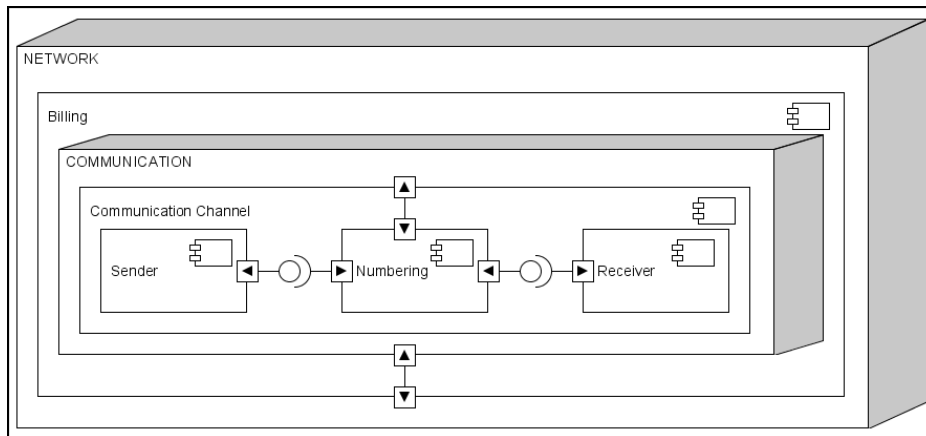 NETWORK
Billing
COMMUNICATION
Communication Channel
Sender
Numbering
Receiver